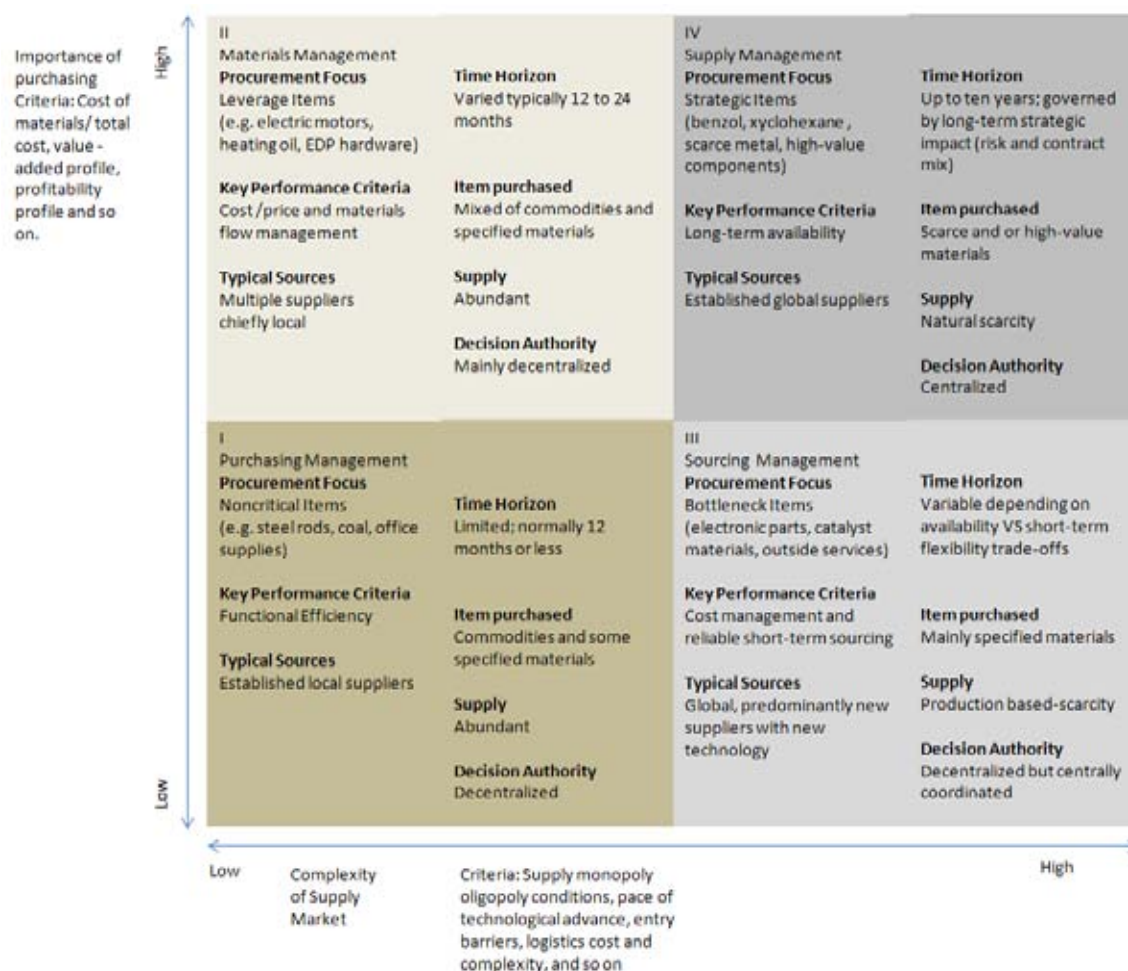 Importance of
purchasing
Criteria: Cost of
materials/ total
cost, value -
added profile,
profitability
profile and so
on.
High
Low
II
Materials Management
Procurement Focus
Leverage Items
(e.g. electric motors,
heating oil, EDP hardware)
Key Performance Criteria
Cost /price and materials
flow management
Typical Sources
Multiple suppliers
chiefly local
Time Horizon
Varied typically 12 to 24
months
Item purchased
Mixed of commodities and
specified materials
Supply
Abundant
Decision Authority
Mainly decentralized
IV
Supply Management
Procurement Focus
Strategic Items
(benzol, xyclohexane ,
scarce metal, high-value
components)
Key Performance Criteria
Long-term availability
Typical Sources
Established global suppliers
Time Horizon
Up to ten years; governed
by long-term strategic
impact (risk and contract
mix)
Item purchased
Scarce and or high-value
materials
Supply
Natural scarcity
Decision Authority
Centralized
I
Purchasing Management
Procurement Focus
Noncritical Items
(e.g. steel rods, coal, office
supplies)
Key Performance Criteria
Functional Efficiency
Typical Sources
Established local suppliers
Time Horizon
Limited; normally 12
months or less
Item purchased
Commodities and some
specified materials
Supply
Abundant
Decision Authority
Decentralized
III
Sourcing Management
Procurement Focus
Bottleneck Items
(electronic parts, catalyst
materials, outside services)
Key Performance Criteria
Cost management and
reliable short-term sourcing
Typical Sources
Global, predominantly new
suppliers with new
technology
Time Horizon
Variable depending on
availability VS short-term
flexibility trade-offs
Item purchased
Mainly specified materials
Supply
Production based-scarcity
Decision Authority
Decentralized but centrally
coordinated
Low
Complexity
of Supply
Market
Criteria: Supply monopoly
oligopoly conditions, pace of
technological advance, entry
barriers, logistics cost and
complexity, and so on
High